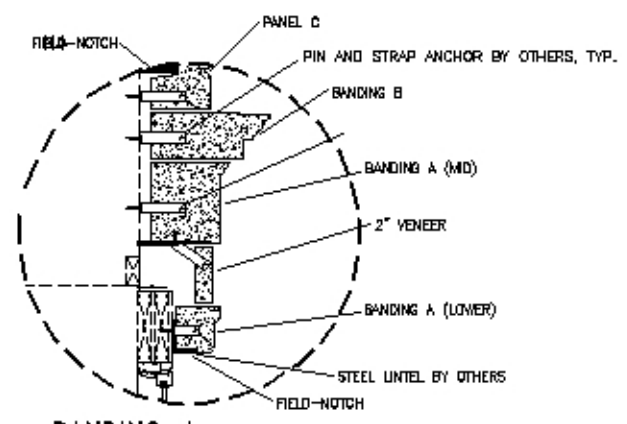 PANEL C
FIELD-NOTCH
PIN AND STRAP ANCHOR BY OTHERS, TYP.
BANDING B
BANDING A (MID)
2" VENEER
BANDING A (LOWER)
STEEL LINTEL BY OTHERS
FIELD-NOTCH